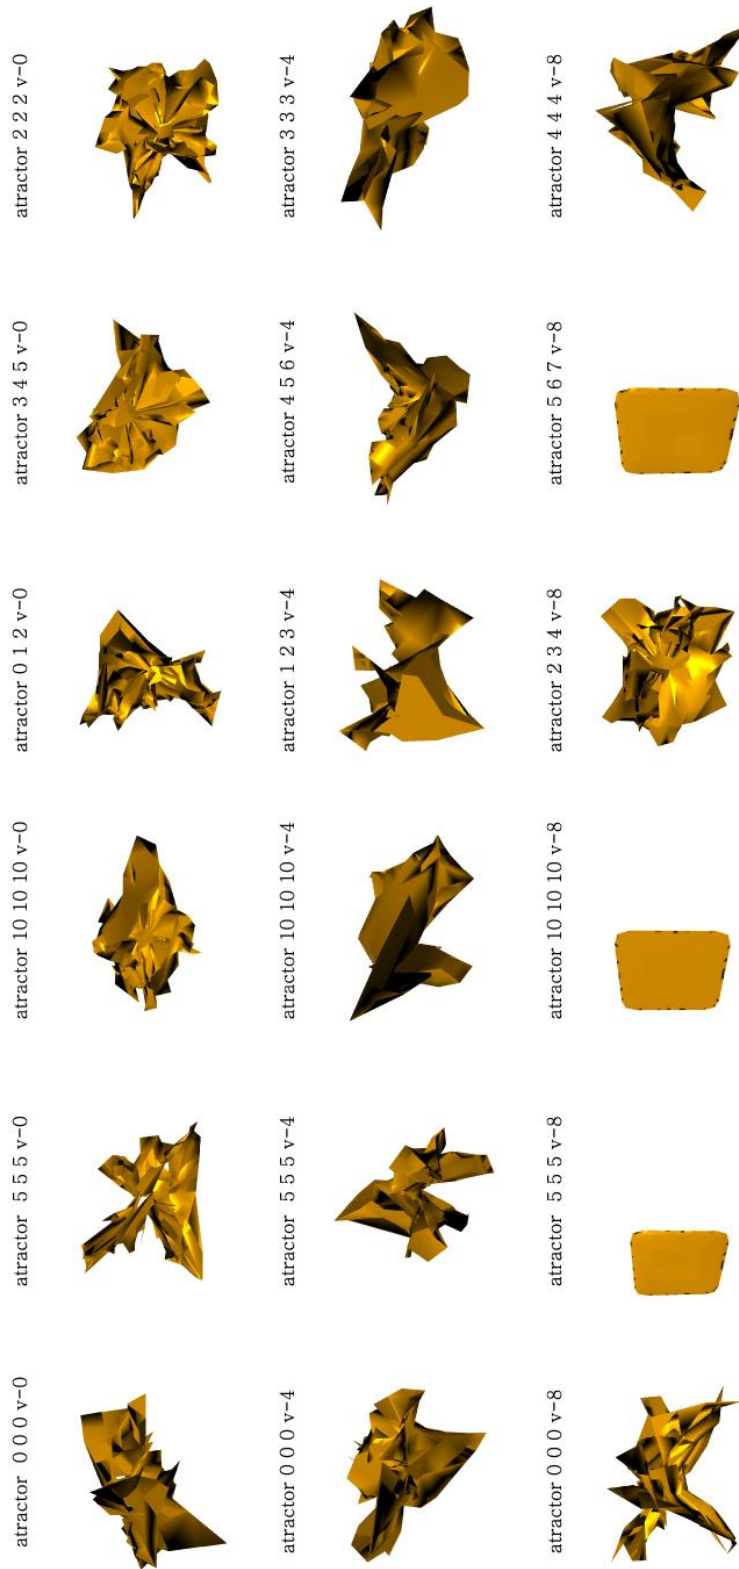 atractor 0 0 0 v-0
atractor 5 5 5 v-0
atractor 10 10 10 v-0
atractor 0 1 2 v-0
atractor 3 4 5 v-0
atractor 2 2 2 v-0
atractor 0 0 0 v-4
atractor 5 5 5 v-4
atractor 10 10 10 v-4
atractor 1 2 3 v-4
atractor 4 5 6 v-4
atractor 3 3 3 v-4
atractor 0 0 0 v-8
atractor 5 5 5 v-8
atractor 10 10 10 v-8
atractor 2 3 4 v-8
atractor 5 6 7 v-8
atractor 4 4 4 v-8